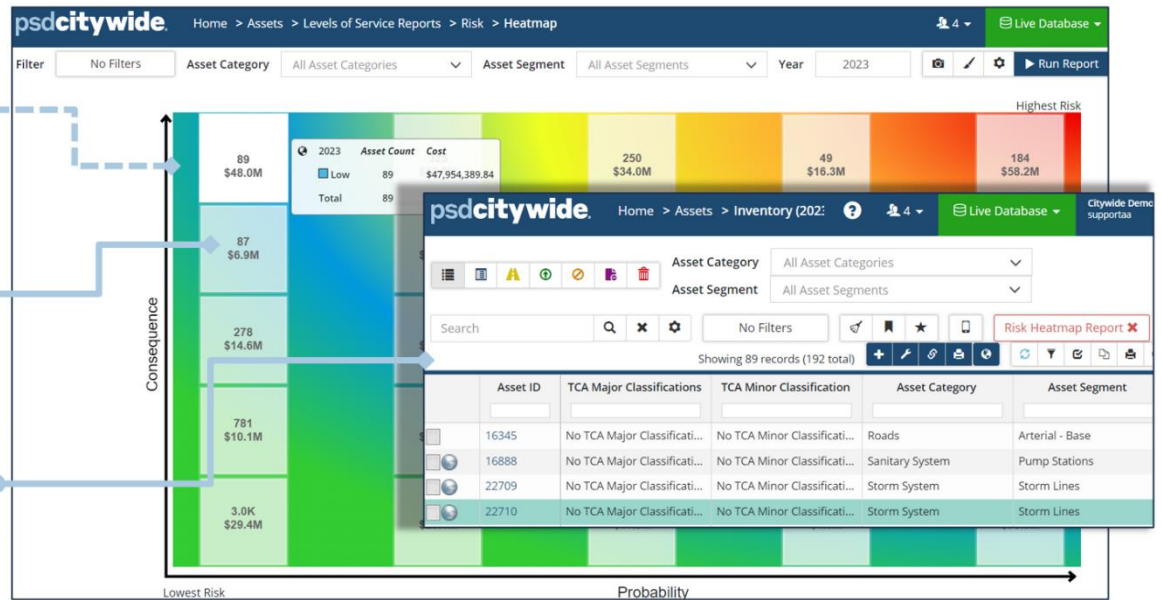 psdcitywide. Home > Assets > Levels of Service Reports > Risk > Heatmap 4 Live Database
Filter No Filters Asset Category All Asset Categories Asset Segment All Asset Segments Year 2023 Run Report
Highest Risk
89
$48.0M
2023 Asset Count Cost
Low 89 $47,954,389.84
Total 89
250
$34.0M
49
$16.3M
184
$58.2M
87
$6.9M
278
$14.6M
781
$10.1M
3.0K
$29.4M
Consequence
Lowest Risk
Probability
psdcitywide. Home > Assets > Inventory (2023 ? 4 Live Database Citywide Demo
supportaa
Asset Category All Asset Categories
Asset Segment All Asset Segments
Search No Filters Risk Heatmap Report
Showing 89 records (192 total)
Asset ID TCA Major Classifications TCA Minor Classification Asset Category Asset Segment
16345 No TCA Major Classificati... No TCA Minor Classificati... Roads Arterial - Base
16888 No TCA Major Classificati... No TCA Minor Classificati... Sanitary System Pump Stations
22709 No TCA Major Classificati... No TCA Minor Classificati... Storm System Storm Lines
22710 No TCA Major Classificati... No TCA Minor Classificati... Storm System Storm Lines